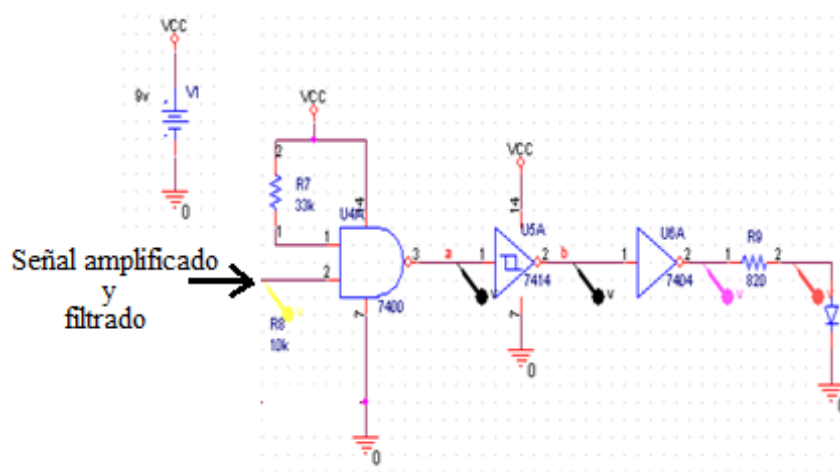 VCC
9v
V1
0
VCC
2
R7
33k
1
14
U4A
1
2
3
7400
7
0
Señal amplificado
y
filtrado
R8
10k
V
a
V
VCC
14
U5A
1
2
7414
7
0
b
V
U6A
1
2
7404
V
1
R9
2
820
V
0